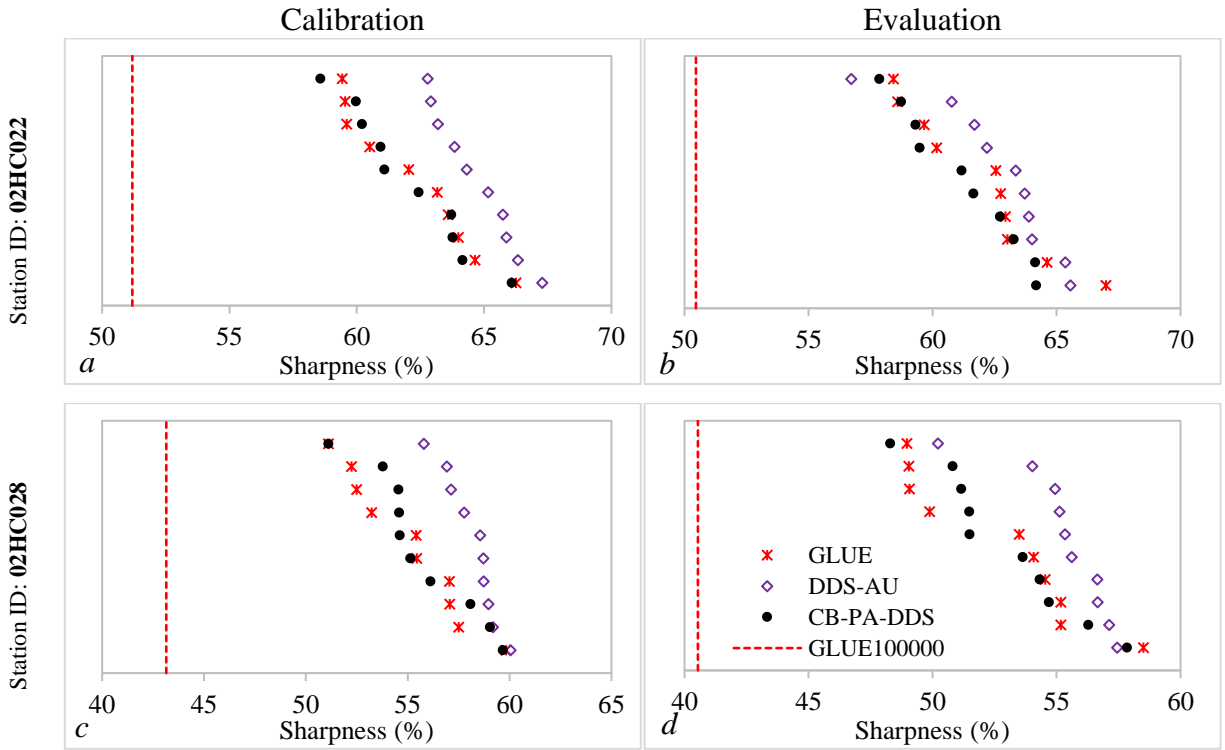 Calibration
Evaluation
Station ID: 02HC022
50 55 60 65 70
Sharpness (%)
a
50 55 60 65 70
Sharpness (%)
b
Station ID: 02HC028
40 45 50 55 60 65
Sharpness (%)
c
GLUE
DDS-AU
CB-PA-DDS
GLUE100000
40 45 50 55 60
Sharpness (%)
d